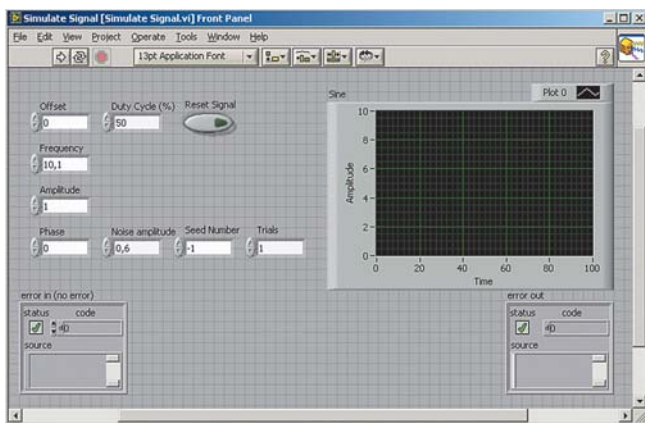 Simulate Signal [Simulate Signal.vi] Front Panel
File Edit View Project Operate Tools Window Help
13pt Application Font
Offset
0
Duty Cycle (%)
50
Reset Signal
Frequency
10,1
Amplitude
1
Phase
0
Noise amplitude
0,6
Seed Number
-1
Trials
1
Sine
Plot 0
Amplitude
10
8
6
4
2
0
0 20 40 60 80 100
Time
error in (no error)
status code
0
source
error out
status code
0
source